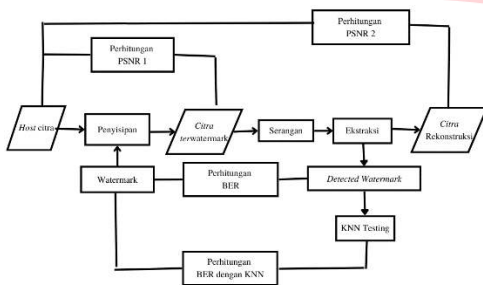 Perhitungan
PSNR 2
Perhitungan
PSNR 1
Host citra
Penyisipan
Citra
terwatermark
Serangan
Ekstraksi
Citra
Rekonstruksi
Watermark
Perhitungan
BER
Detected Watermark
KNN Testing
Perhitungan
BER dengan KNN